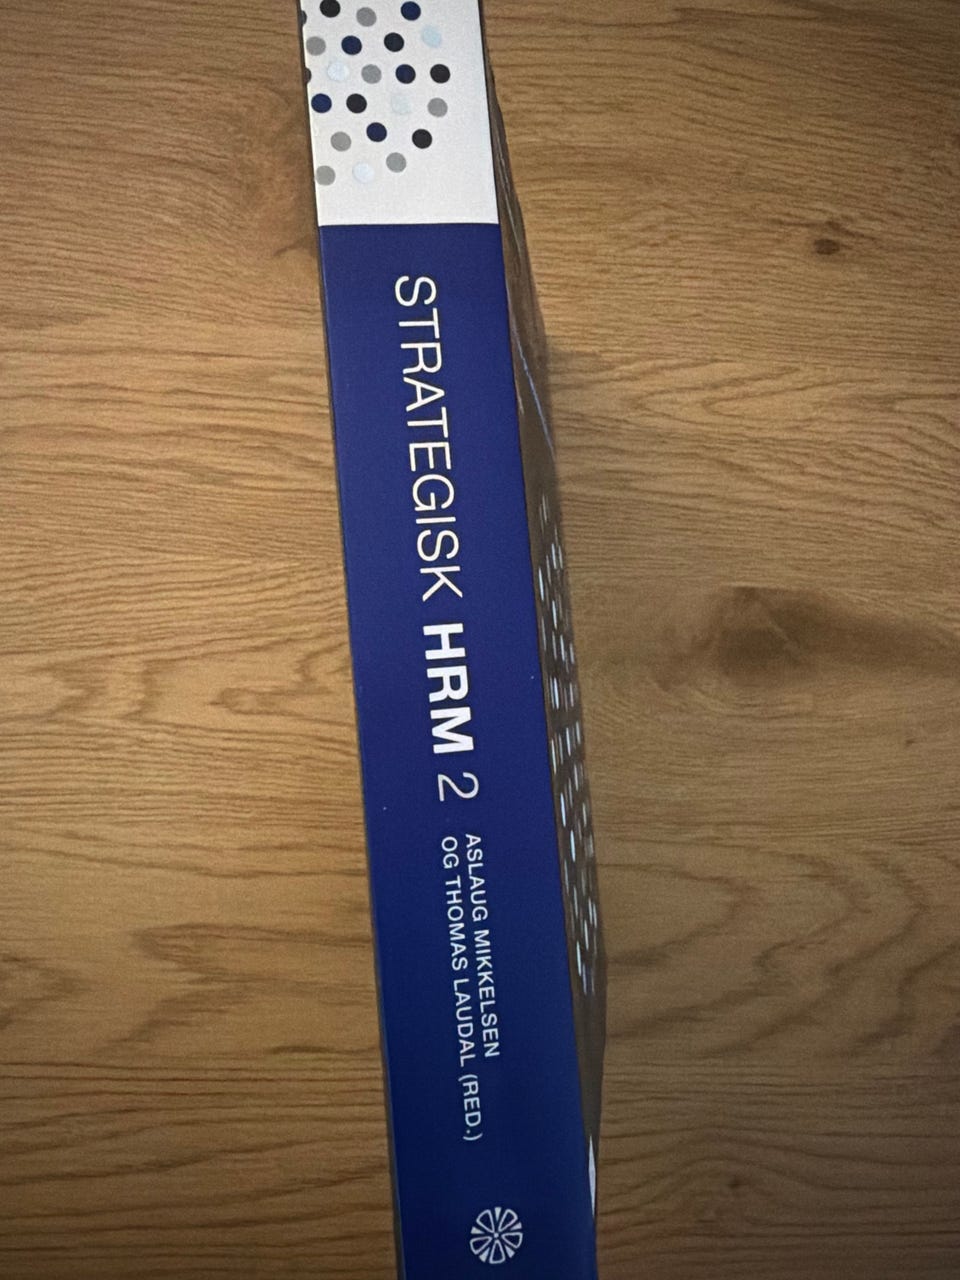 STRATEGISK HRM 2
ASLAUG MIKKELSEN
OG THOMAS LAUDAL (RED.)